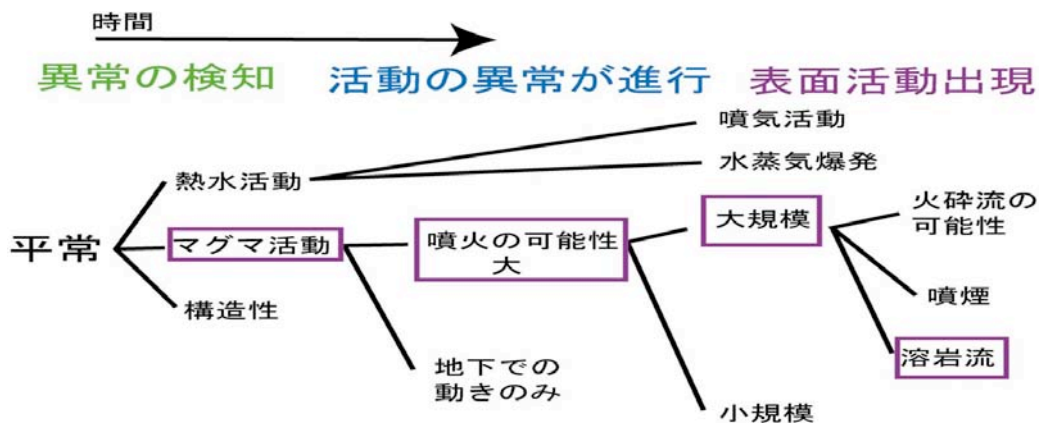 時間
異常の検知
活動の異常が進行
表面活動出現
噴気活動
水蒸気爆発
熱水活動
平常
マグマ活動
噴火の可能性
大
大規模
火砕流の
可能性
構造性
噴煙
地下での
動きのみ
溶岩流
小規模